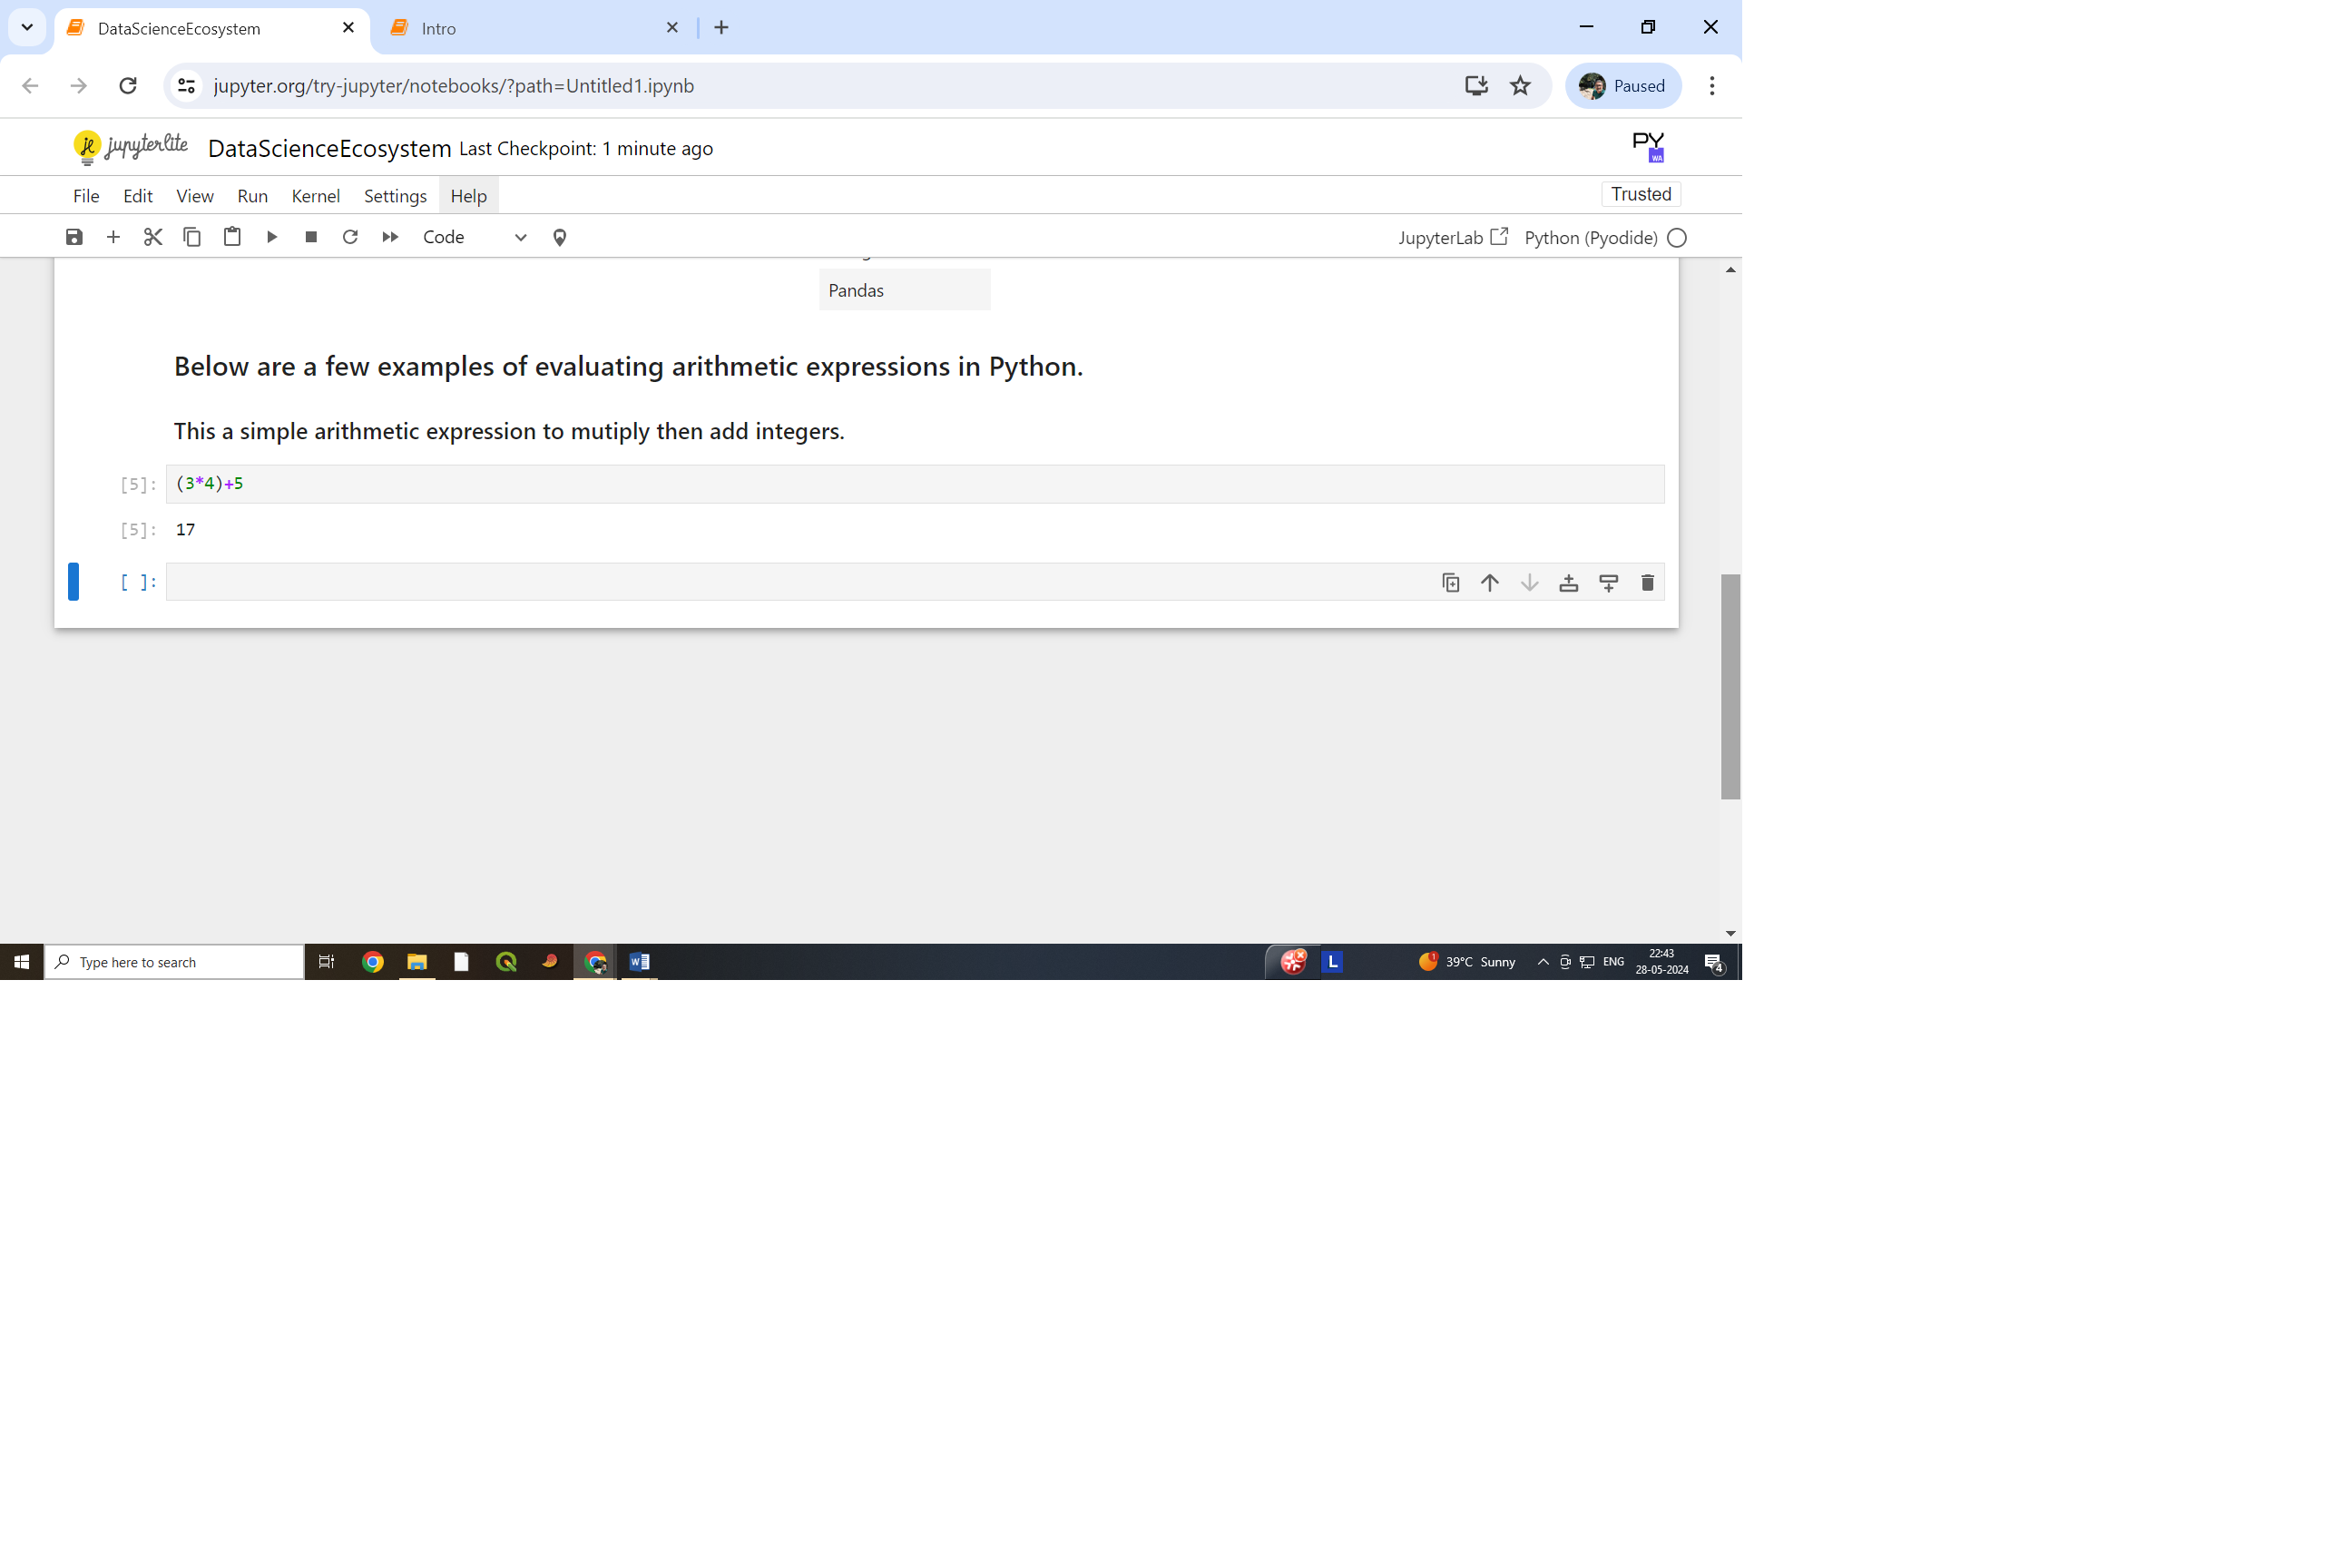 DataScienceEcosystem
Intro
jupyter.org/try-jupyter/notebooks/?path=Untitled1.ipynb
Paused
jupyterlite DataScienceEcosystem Last Checkpoint: 1 minute ago
PY
WA
File Edit View Run Kernel Settings Help
Trusted
Code
JupyterLab Python (Pyodide)
Pandas
Below are a few examples of evaluating arithmetic expressions in Python.
This a simple arithmetic expression to mutiply then add integers.
[5]: (3*4)+5
[5]: 17
[ ]:
Type here to search
L
1
39°C Sunny
ENG
22:43
28-05-2024
4